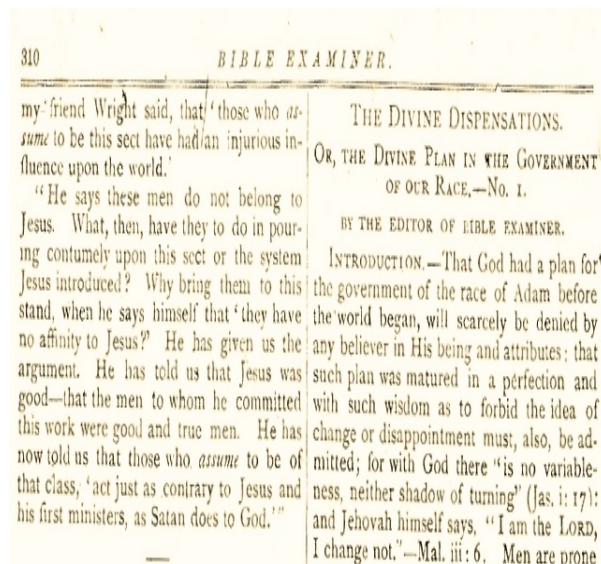 310
BIBLE EXAMINER.
my friend Wright said, that 'those who as-
sume to be this sect have had an injurious in-
fluence upon the world.'
"He says these men do not belong to
Jesus. What, then, have they to do in pour-
ing contumely upon this sect or the system
Jesus introduced? Why bring them to this
stand, when he says himself that 'they have
no affinity to Jesus?' He has given us the
argument. He has told us that Jesus was
good—that the men to whom he committed
this work were good and true men. He has
now told us that those who assume to be of
that class, 'act just as contrary to Jesus and
his first ministers, as Satan does to God.'"
THE DIVINE DISPENSATIONS.
OR, THE DIVINE PLAN IN THE GOVERNMENT
OF OUR RACE.—NO. 1.
BY THE EDITOR OF BIBLE EXAMINER.
INTRODUCTION.—That God had a plan for
the government of the race of Adam before
the world began, will scarcely be denied by
any believer in His being and attributes; that
such plan was matured in a perfection and
with such wisdom as to forbid the idea of
change or disappointment must, also, be ad-
mitted; for with God there "is no variable-
ness, neither shadow of turning" (Jas. i: 17):
and Jehovah himself says, "I am the LORD,
I change not."—Mal. iii: 6. Men are prone